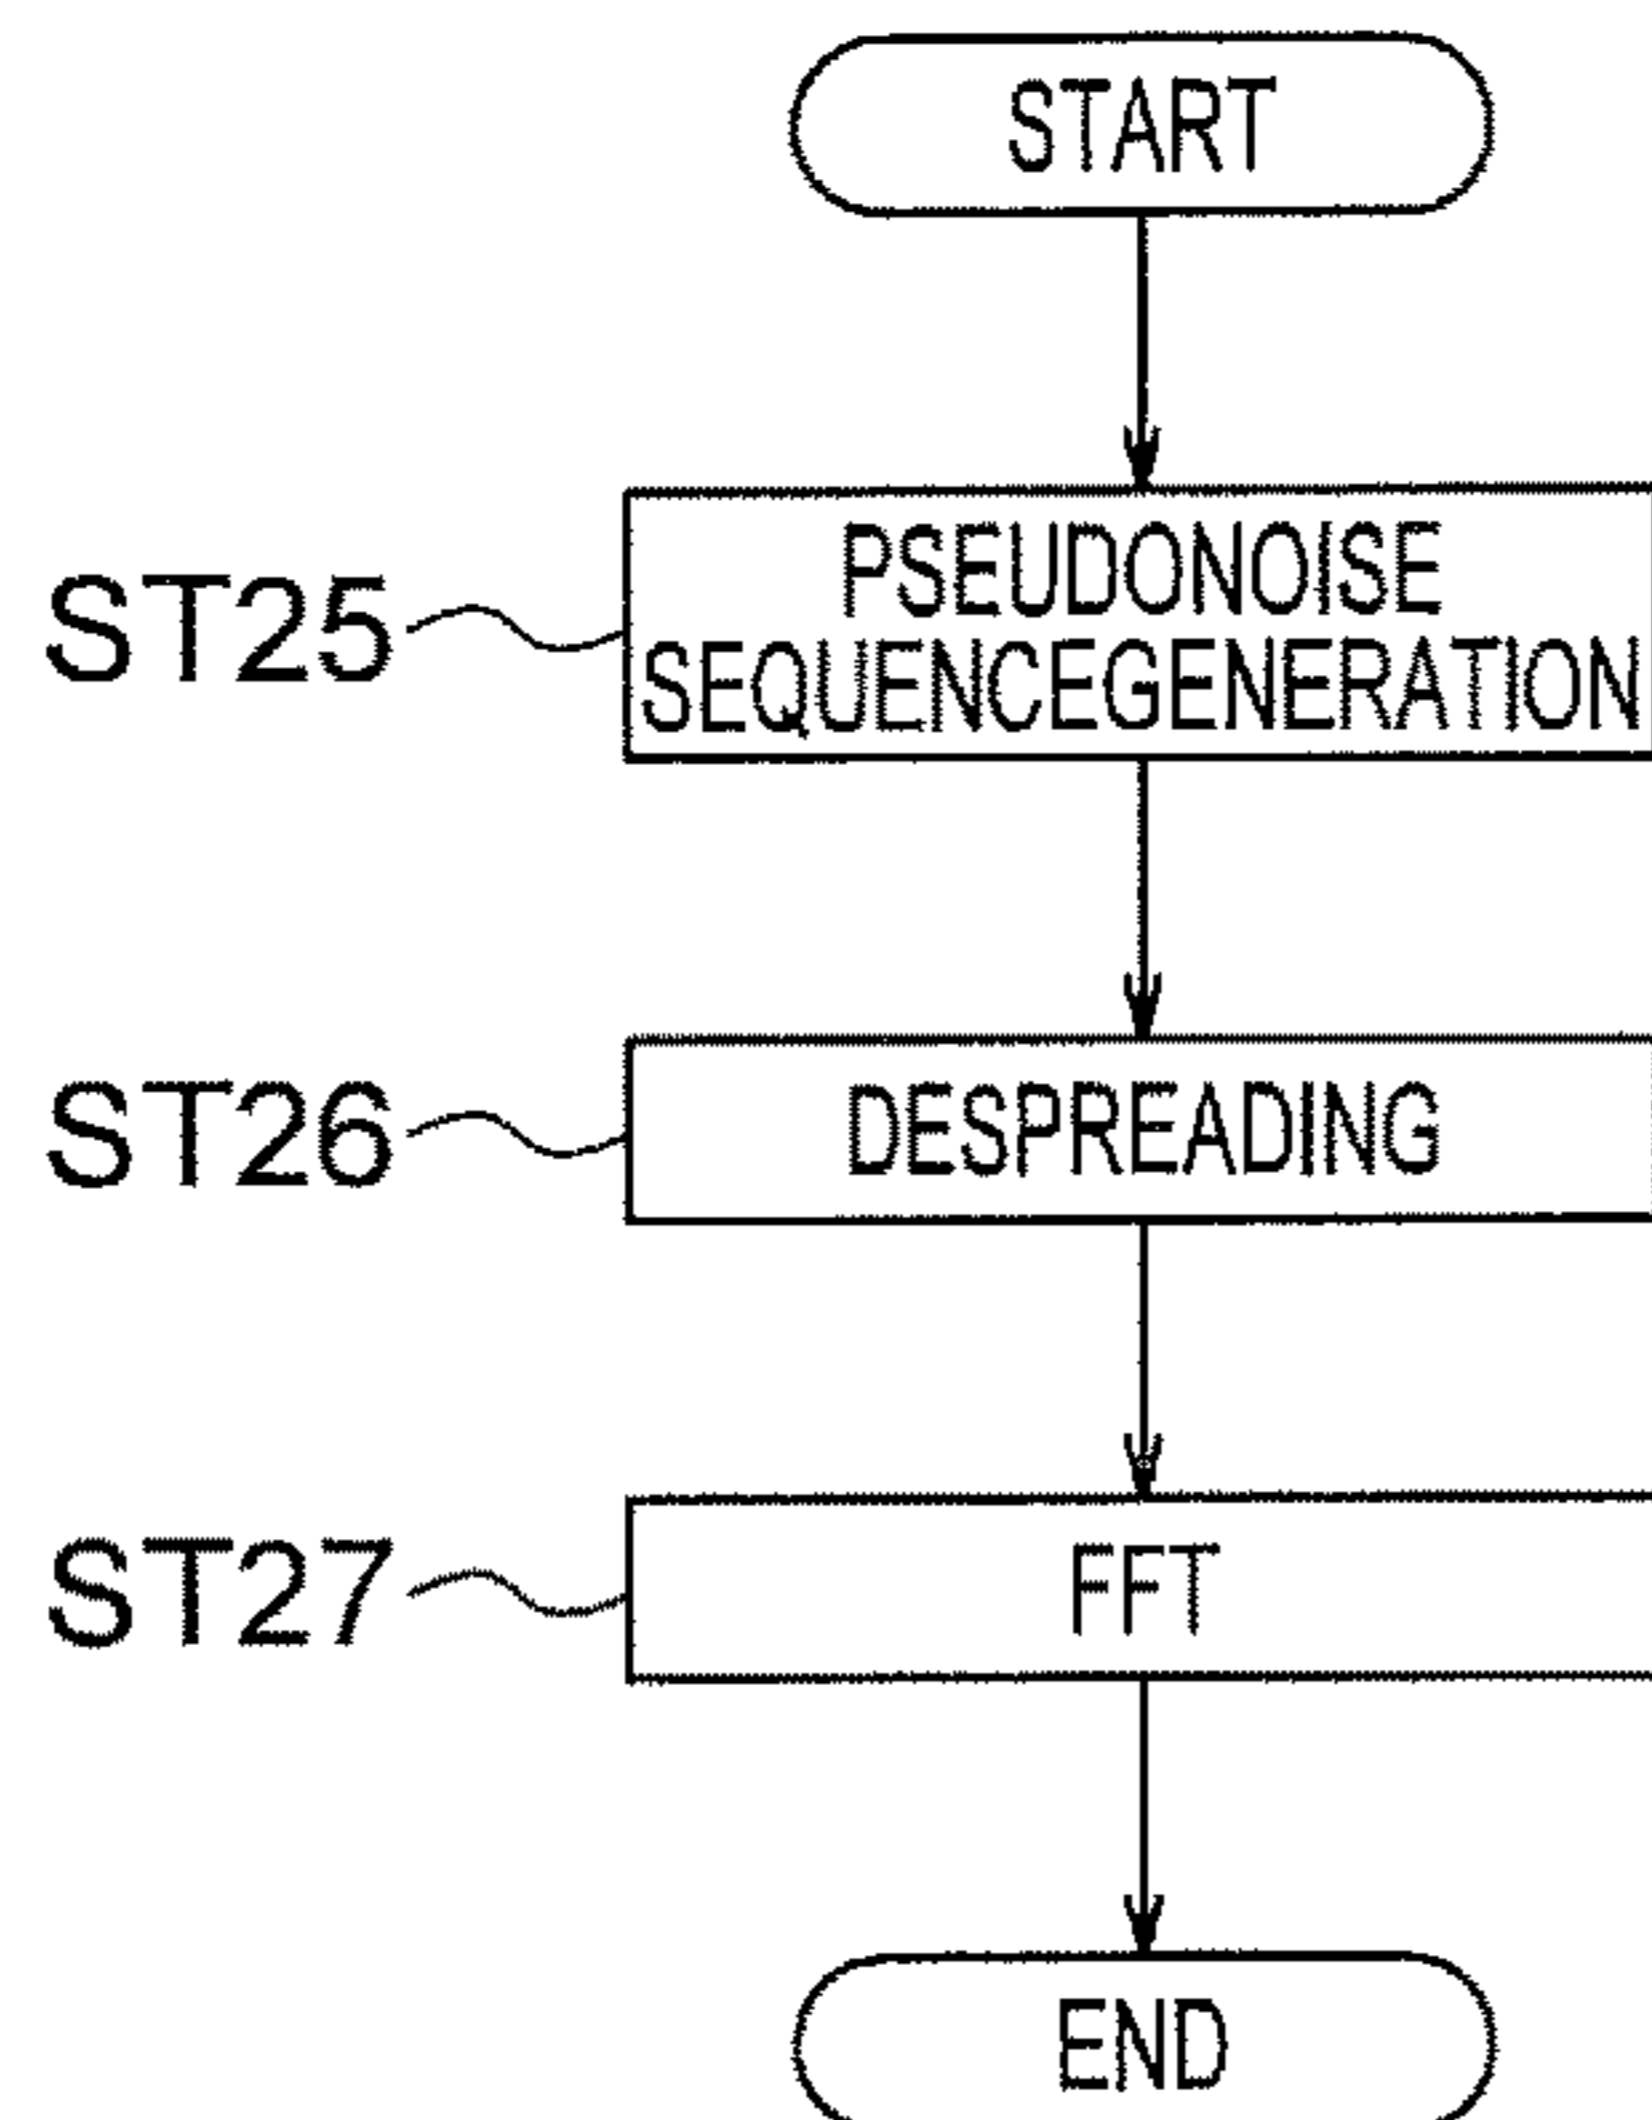 START
ST25
PSEUDONOISE
SEQUENCEGENERATION
ST26
DESPREADING
ST27
FFT
END